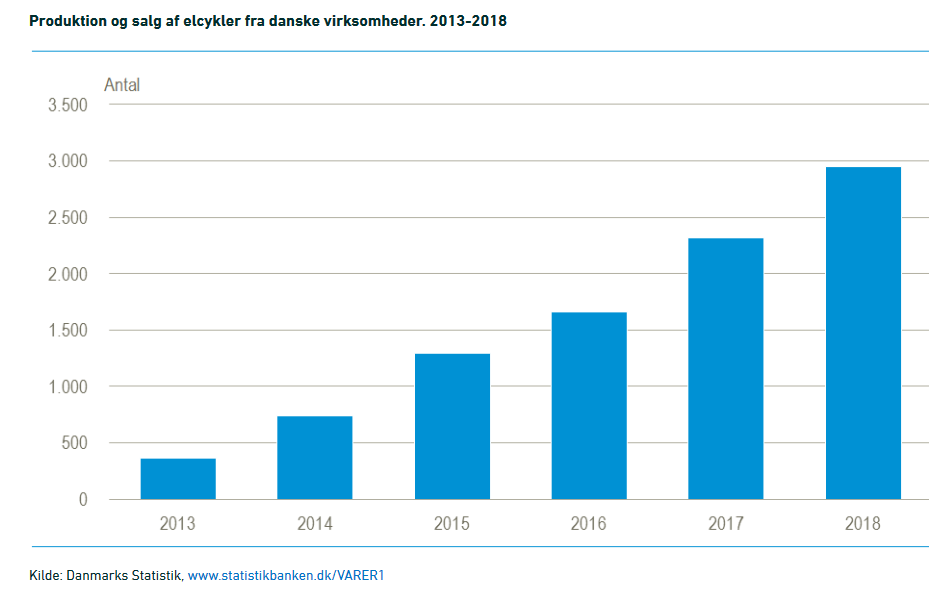 Produktion og salg af elcykler fra danske virksomheder. 2013-2018
Antal
3.500
3.000
2.500
2.000
1.500
1.000
500
0
2013 2014 2015 2016 2017 2018
Kilde: Danmarks Statistik, www.statistikbanken.dk/VARER1